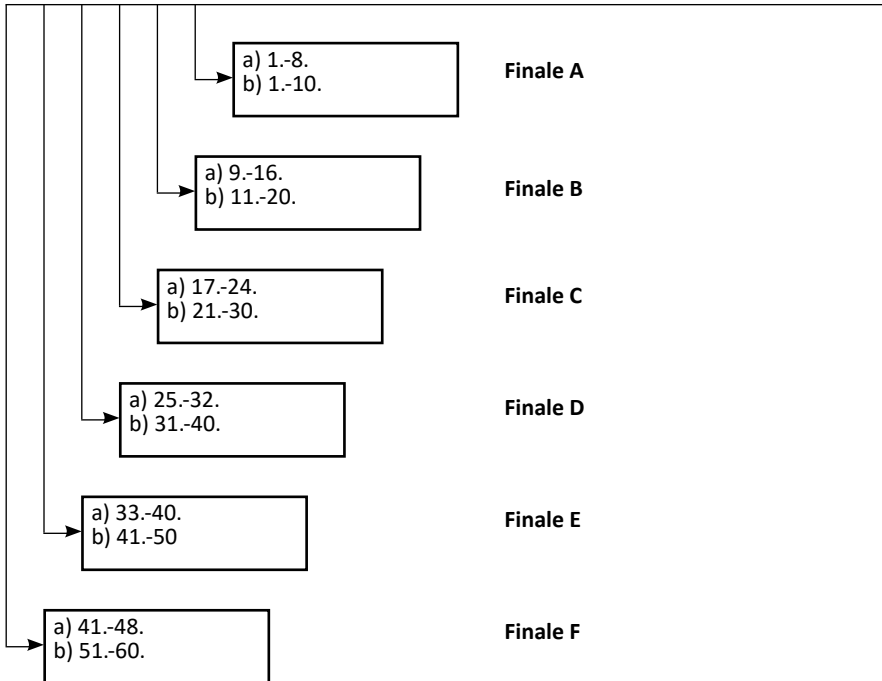 a) 1.-8.
b) 1.-10.
Finale A
a) 9.-16.
b) 11.-20.
Finale B
a) 17.-24.
b) 21.-30.
Finale C
a) 25.-32.
b) 31.-40.
Finale D
a) 33.-40.
b) 41.-50
Finale E
a) 41.-48.
b) 51.-60.
Finale F